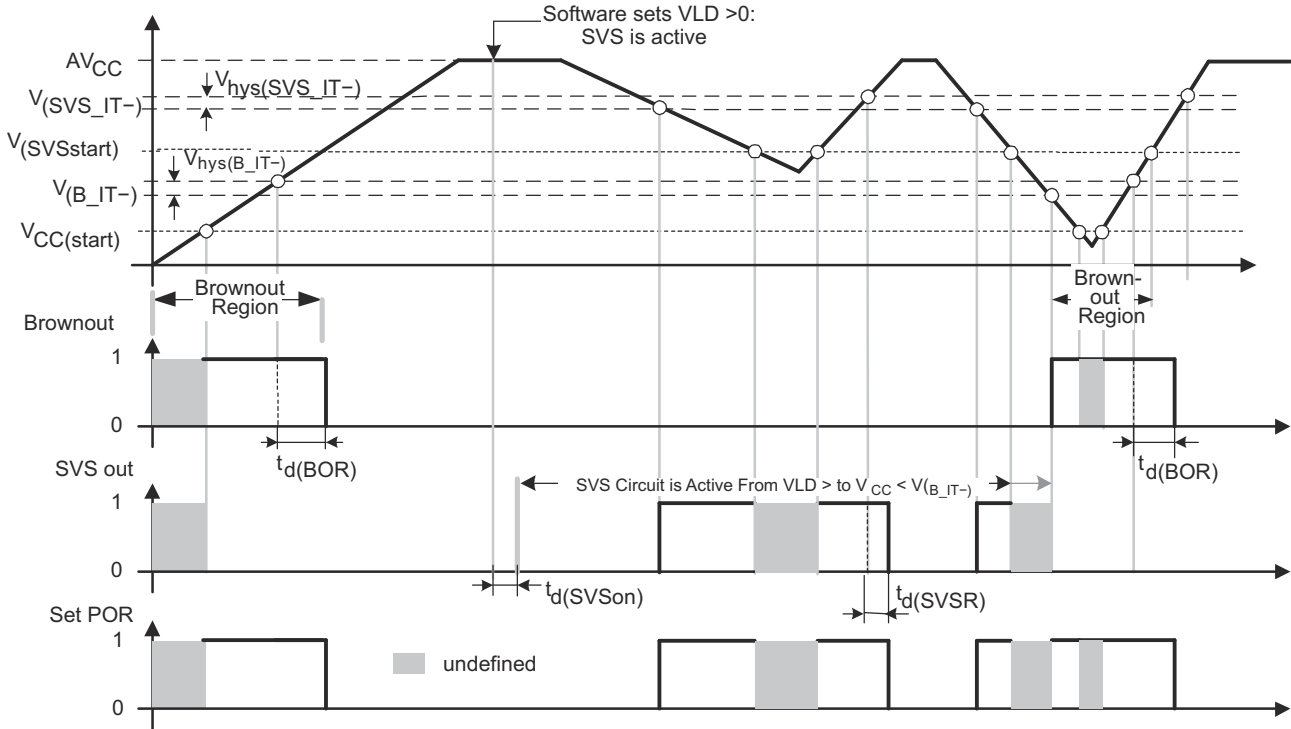 Software sets VLD >0:
SVS is active
AVCC
Vhys(SVS_IT−)
V(SVS_IT−)
V(SVSstart)
Vhys(B_IT−)
V(B_IT−)
VCC(start)
Brownout
Region
Brown-
out
Region
Brownout
1
0
td(BOR)
td(BOR)
SVS out
SVS Circuit is Active From VLD > to VCC < V(B_IT−)
1
0
td(SVSon)
td(SVSR)
Set POR
1
undefined
0